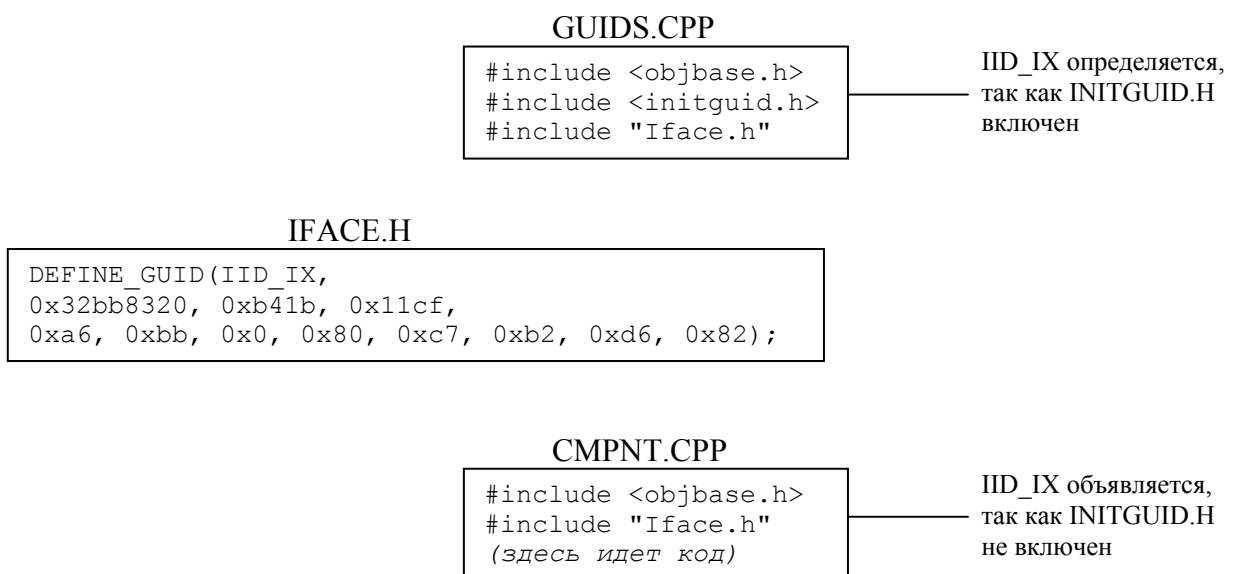 GUIDS.CPP
#include <objbase.h>
#include <initguid.h>
#include "Iface.h"
IID_IX определяется,
так как INITGUID.H
включен
IFACE.H
DEFINE_GUID(IID_IX,
0x32bb8320, 0xb41b, 0x11cf,
0xa6, 0xbb, 0x0, 0x80, 0xc7, 0xb2, 0xd6, 0x82);
CMPNT.CPP
#include <objbase.h>
#include "Iface.h"
(здесь идет код)
IID_IX объявляется,
так как INITGUID.H
не включен